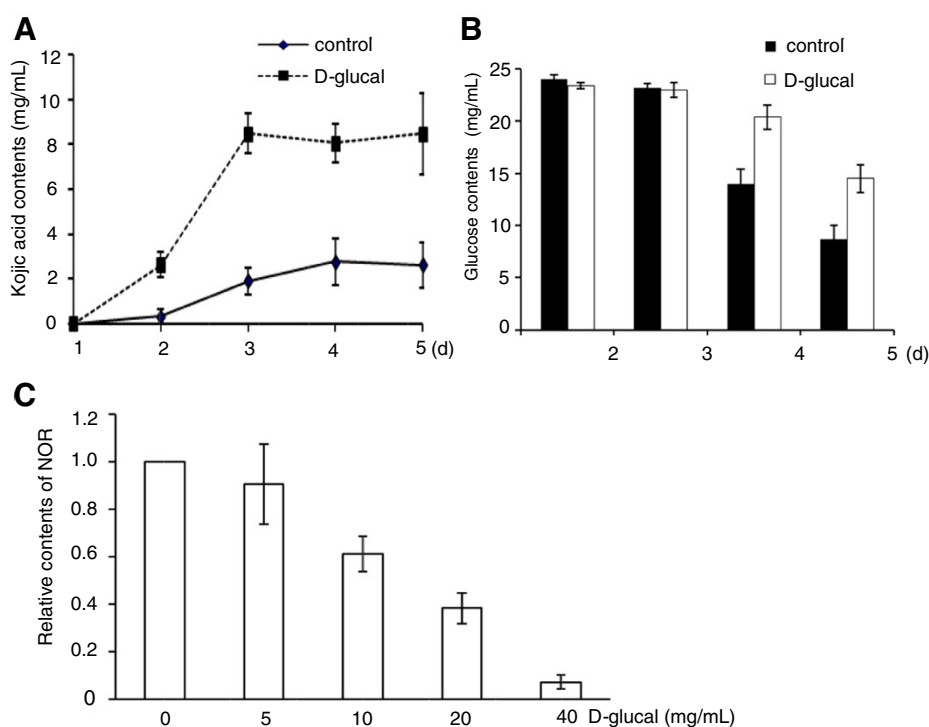 A
control
D-glucal
Kojic acid contents (mg/mL)
12
10
8
6
4
2
0
1 2 3 4 5 (d)
B
control
D-glucal
Glucose contents (mg/mL)
25
20
15
10
5
0
2 3 4 5 (d)
C
Relative contents of NOR
1.2
1.0
0.8
0.6
0.4
0.2
0
0 5 10 20 40 D-glucal (mg/mL)